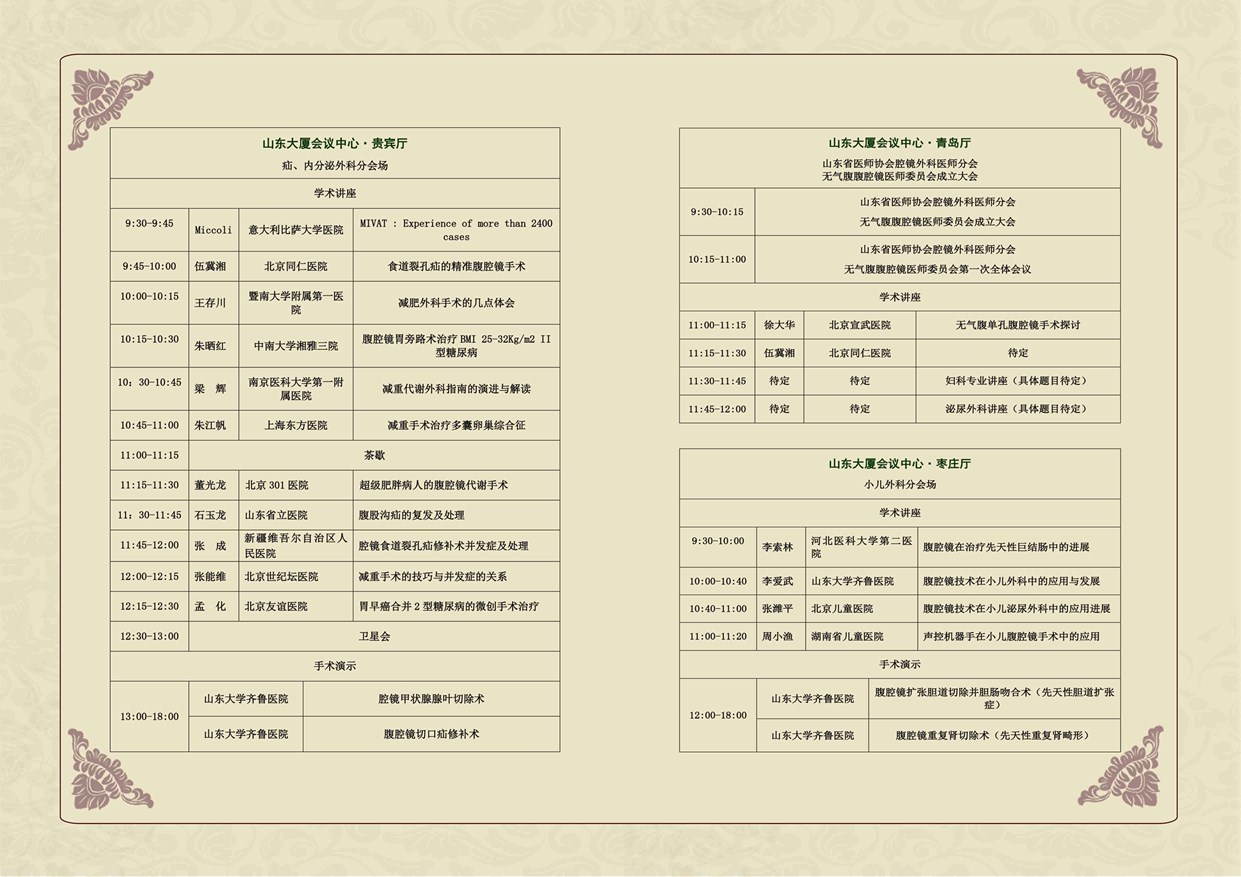 山东大厦会议中心·贵宾厅
疝、内分泌外科分会场
学术讲座
9:30-9:45 Miccoli 意大利比萨大学医院 MIVAT : Experience of more than 2400
cases
9:45-10:00 伍冀湘 北京同仁医院 食道裂孔疝的精准腹腔镜手术
10:00-10:15 王存川 暨南大学附属第一医
院 减肥外科手术的几点体会
10:15-10:30 朱晒红 中南大学湘雅三院 腹腔镜胃旁路术治疗 BMI 25-32Kg/m2 II
型糖尿病
10：30-10:45 梁　辉 南京医科大学第一附
属医院 减重代谢外科指南的演进与解读
10:45-11:00 朱江帆 上海东方医院 减重手术治疗多囊卵巢综合征
11:00-11:15 茶歇
11:15-11:30 董光龙 北京 301 医院 超级肥胖病人的腹腔镜代谢手术
11：30-11:45 石玉龙 山东省立医院 腹股沟疝的复发及处理
11:45-12:00 张　成 新疆维吾尔自治区人
民医院 腔镜食道裂孔疝修补术并发症及处理
12:00-12:15 张能维 北京世纪坛医院 减重手术的技巧与并发症的关系
12:15-12:30 孟　化 北京友谊医院 胃早癌合并 2 型糖尿病的微创手术治疗
12:30-13:00 卫星会
手术演示
13:00-18:00 山东大学齐鲁医院 腔镜甲状腺腺叶切除术
山东大学齐鲁医院 腹腔镜切口疝修补术
山东大厦会议中心·青岛厅
山东省医师协会腔镜外科医师分会
无气腹腹腔镜医师委员会成立大会
9:30-10:15 山东省医师协会腔镜外科医师分会
无气腹腹腔镜医师委员会成立大会
10:15-11:00 山东省医师协会腔镜外科医师分会
无气腹腹腔镜医师委员会第一次全体会议
学术讲座
11:00-11:15 徐大华 北京宣武医院 无气腹单孔腹腔镜手术探讨
11:15-11:30 伍冀湘 北京同仁医院 待定
11:30-11:45 待定 待定 妇科专业讲座（具体题目待定）
11:45-12:00 待定 待定 泌尿外科讲座（具体题目待定）
山东大厦会议中心·枣庄厅
小儿外科分会场
学术讲座
9:30-10:00 李索林 河北医科大学第二医
院 腹腔镜在治疗先天性巨结肠中的进展
10:00-10:40 李爱武 山东大学齐鲁医院 腹腔镜技术在小儿外科中的应用与发展
10:40-11:00 张潍平 北京儿童医院 腹腔镜技术在小儿泌尿外科中的应用进展
11:00-11:20 周小渔 湖南省儿童医院 声控机器手在小儿腹腔镜手术中的应用
手术演示
12:00-18:00 山东大学齐鲁医院 腹腔镜扩张胆道切除并胆肠吻合术（先天性胆道扩张
症）
山东大学齐鲁医院 腹腔镜重复肾切除术（先天性重复肾畸形）